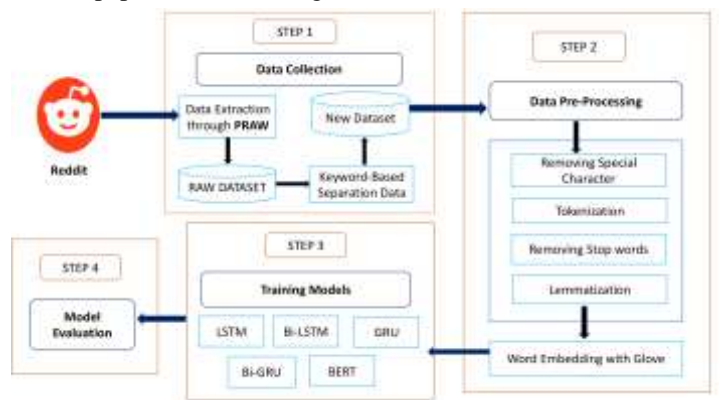 STEP 1
Data Collection
Data Extraction
through PRAW
New Dataset
RAW DATASET
Keyword-Based
Separation Data
Reddit
STEP 2
Data Pre-Processing
Removing Special
Character
Tokenization
Removing Stop words
Lemmatization
Word Embedding with Glove
STEP 3
Training Models
LSTM
Bi-LSTM
GRU
Bi-GRU
BERT
STEP 4
Model
Evaluation